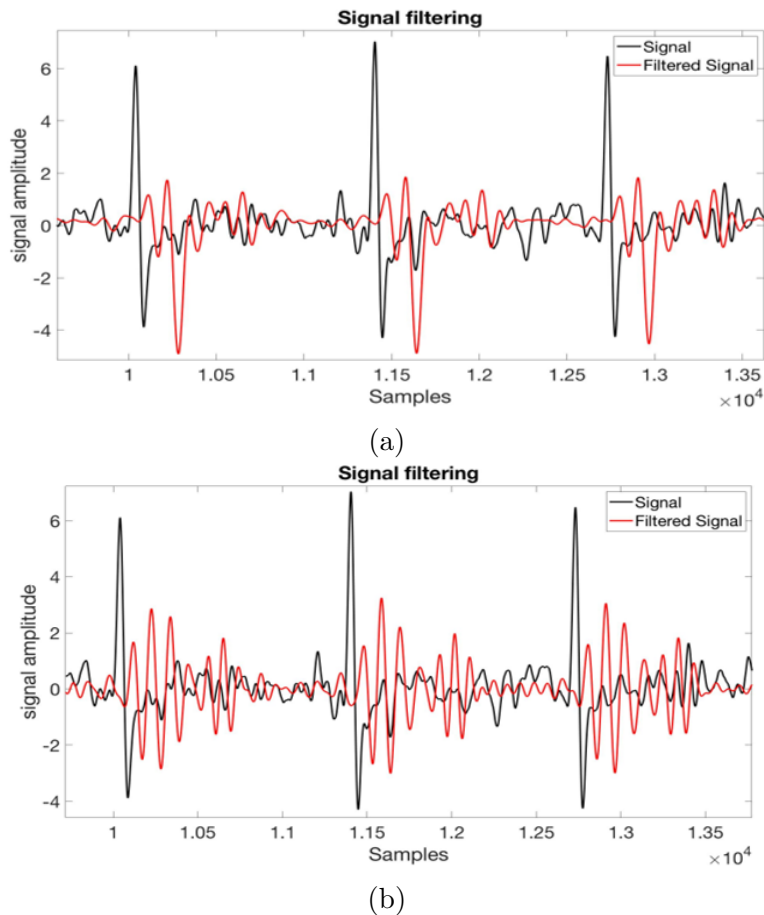 Signal filtering
Signal
Filtered Signal
signal amplitude
6
4
2
0
-2
-4
1
1.05
1.1
1.15
1.2
1.25
1.3
1.35
Samples
×10^4
(a)
Signal filtering
Signal
Filtered Signal
signal amplitude
6
4
2
0
-2
-4
1
1.05
1.1
1.15
1.2
1.25
1.3
1.35
Samples
×10^4
(b)